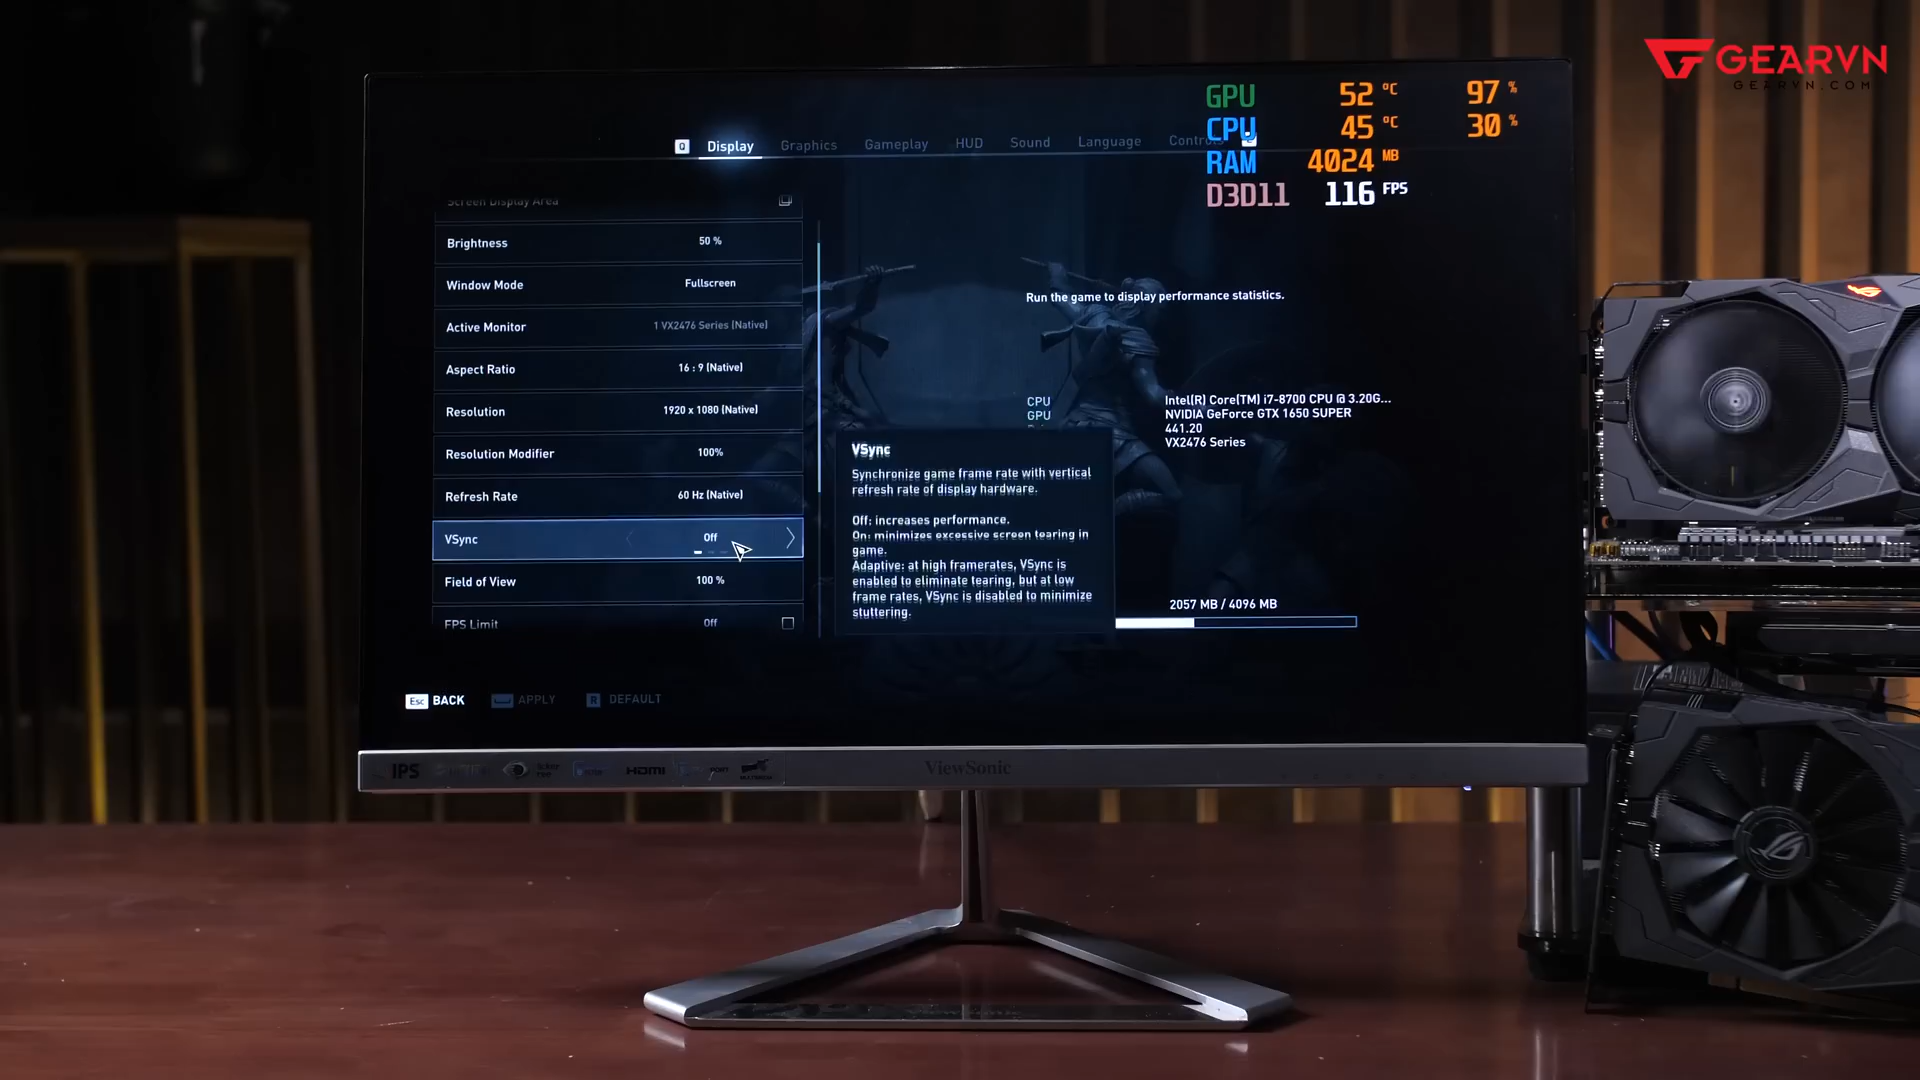 GEARVN
GEARVN.COM
GPU 52 °C 97 %
CPU 45 °C 30 %
RAM 4024 MB
D3D11 116 FPS
Q Display Graphics Gameplay HUD Sound Language Controls
Screen Display Area
Brightness 50 %
Window Mode Fullscreen
Active Monitor 1 VX2476 Series (Native)
Aspect Ratio 16 : 9 (Native)
Resolution 1920 x 1080 (Native)
Resolution Modifier 100%
Refresh Rate 60 Hz (Native)
VSync Off
Field of View 100 %
FPS Limit Off
Run the game to display performance statistics.
CPU Intel(R) Core(TM) i7-8700 CPU @ 3.20G...
GPU NVIDIA GeForce GTX 1650 SUPER
441.20
VX2476 Series
VSync
Synchronize game frame rate with vertical
refresh rate of display hardware.
Off: increases performance.
On: minimizes excessive screen tearing in
game.
Adaptive: at high framerates, VSync is
enabled to eliminate tearing, but at low
frame rates, VSync is disabled to minimize
stuttering.
2057 MB / 4096 MB
Esc BACK APPLY R DEFAULT
IPS HDMI
ViewSonic